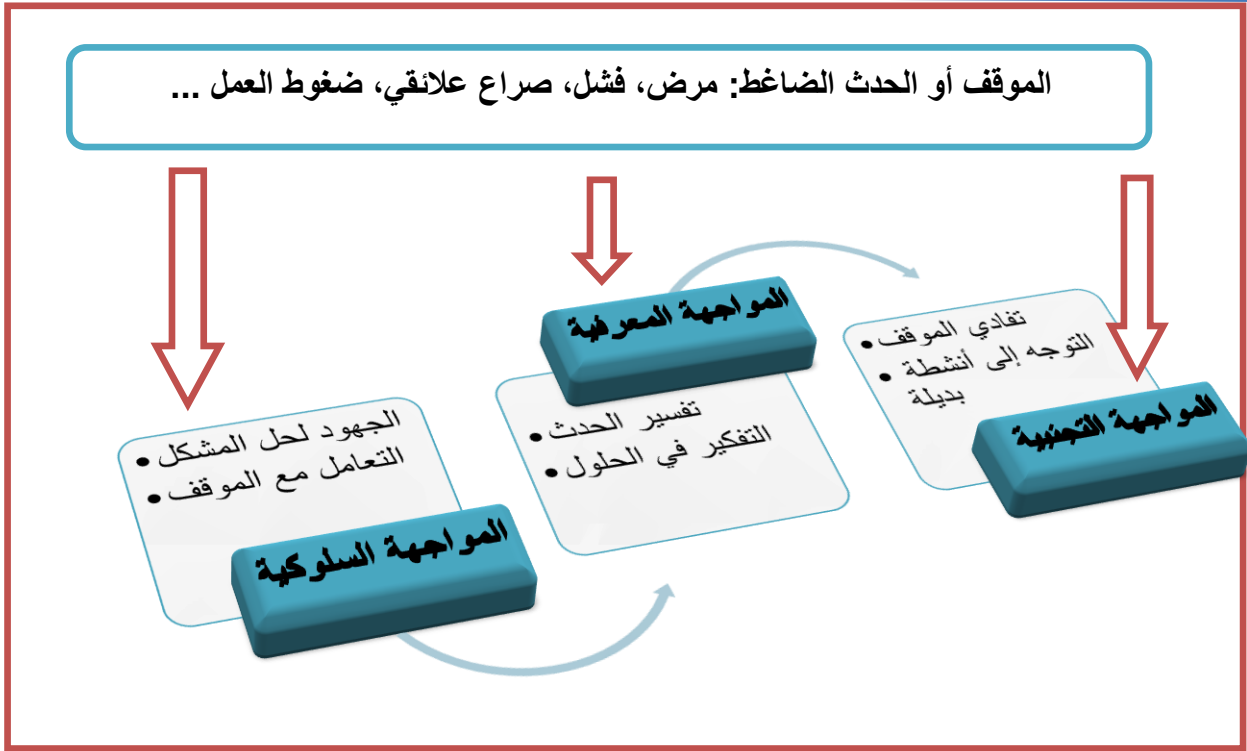 الموقف أو الحدث الضاغط: مرض، فشل، صراع علائقي، ضغوط العمل ...
تفادي الموقف
التوجه إلى أنشطة
بديلة
المواجهة التجنبية
المواجهة المعرفية
تفسير الحدث
التفكير في الحلول
الجهود لحل المشكل
التعامل مع الموقف
المواجهة السلوكية